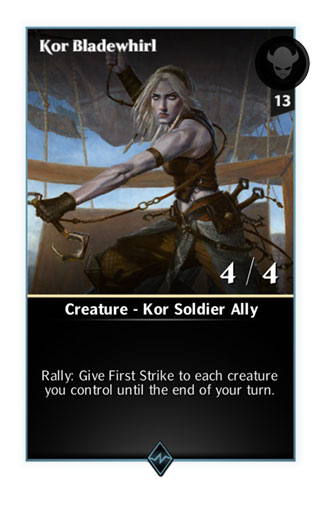 Kor Bladewhirl
13
4 / 4
Creature - Kor Soldier Ally
Rally: Give First Strike to each creature
you control until the end of your turn.